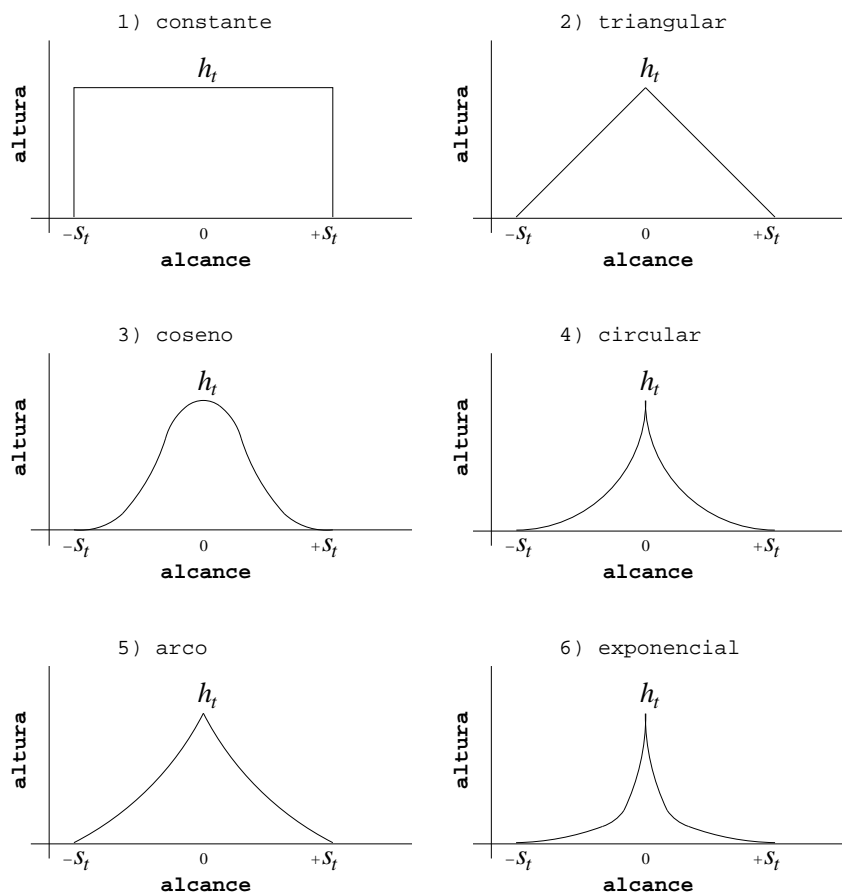 1) constante
h_t
altura
-s_t 0 +s_t
alcance
2) triangular
h_t
altura
-s_t 0 +s_t
alcance
3) coseno
h_t
altura
-s_t 0 +s_t
alcance
4) circular
h_t
altura
-s_t 0 +s_t
alcance
5) arco
h_t
altura
-s_t 0 +s_t
alcance
6) exponencial
h_t
altura
-s_t 0 +s_t
alcance